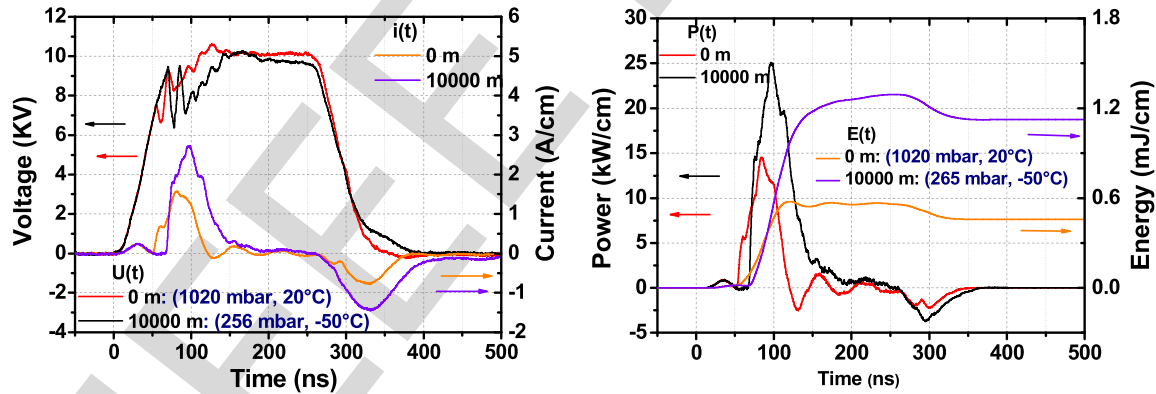 12
10
8
6
4
2
0
-2
-4
6
5
4
3
2
1
0
-1
-2
Voltage (KV)
Current (A/cm)
i(t)
0 m
10000 m
U(t)
0 m: (1020 mbar, 20°C)
10000 m: (256 mbar, -50°C)
0 100 200 300 400 500
Time (ns)
30
25
20
15
10
5
0
-5
1.8
1.2
0.6
0.0
Power (kW/cm)
Energy (mJ/cm)
P(t)
0 m
10000 m
E(t)
0 m: (1020 mbar, 20°C)
10000 m: (265 mbar, -50°C)
0 100 200 300 400 500
Time (ns)